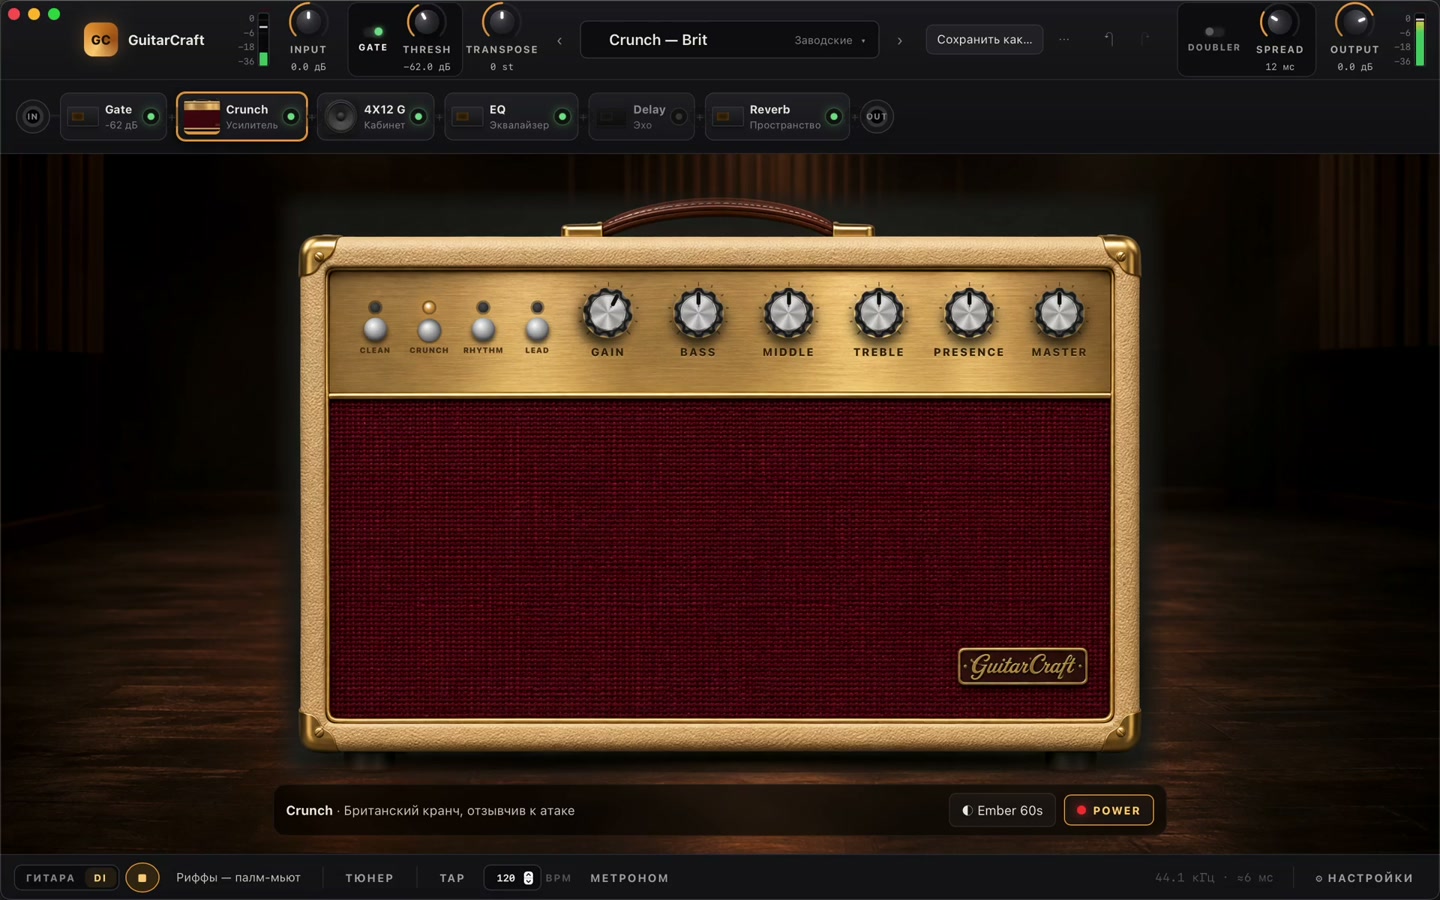 GC
GuitarCraft
0
-6
-18
-36
INPUT
0.0 дБ
GATE
THRESH
-62.0 дБ
TRANSPOSE
0 st
‹
Crunch — Brit
Заводские
›
Сохранить как...
...
DOUBLER
SPREAD
12 мс
OUTPUT
0.0 дБ
0
-6
-18
-36
IN
Gate
-62 дБ
Crunch
Усилитель
4X12 G
Кабинет
EQ
Эквалайзер
Delay
Эхо
Reverb
Пространство
OUT
CLEAN
CRUNCH
RHYTHM
LEAD
GAIN
BASS
MIDDLE
TREBLE
PRESENCE
MASTER
GuitarCraft
Crunch · Британский кранч, отзывчив к атаке
Ember 60s
POWER
ГИТАРА
DI
Риффы — палм-мьют
ТЮНЕР
TAP
120
BPM
МЕТРОНОМ
44.1 кГц · ≈6 мс
НАСТРОЙКИ